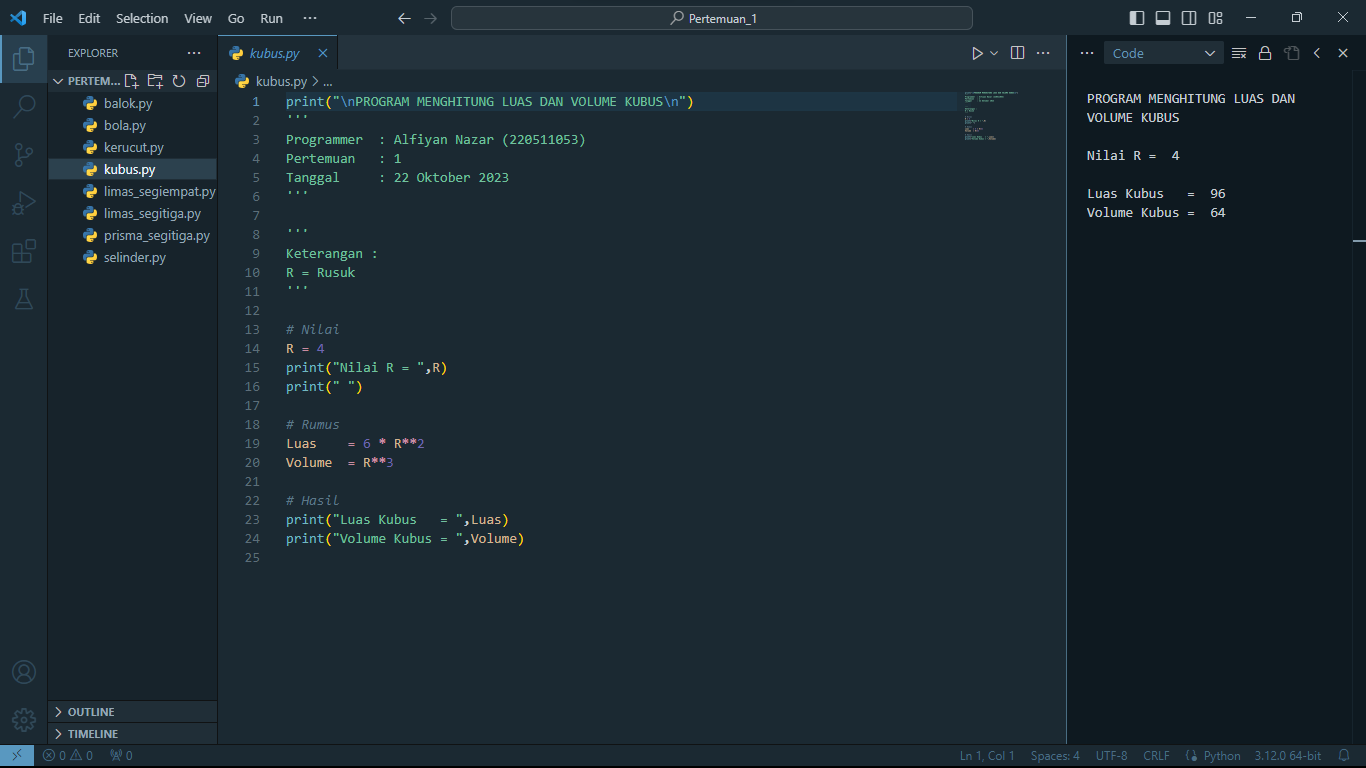 File Edit Selection View Go Run ··· Pertemuan_1
EXPLORER ···
PERTEM...
balok.py
bola.py
kerucut.py
kubus.py
limas_segiempat.py
limas_segitiga.py
prisma_segitiga.py
selinder.py
OUTLINE
TIMELINE
kubus.py
kubus.py > ...
1 print("\nPROGRAM MENGHITUNG LUAS DAN VOLUME KUBUS\n")
2 '''
3 Programmer  : Alfiyan Nazar (220511053)
4 Pertemuan   : 1
5 Tanggal     : 22 Oktober 2023
6 '''
7
8 '''
9 Keterangan :
10 R = Rusuk
11 '''
12
13 # Nilai
14 R = 4
15 print("Nilai R = ",R)
16 print(" ")
17
18 # Rumus
19 Luas    = 6 * R**2
20 Volume  = R**3
21
22 # Hasil
23 print("Luas Kubus   = ",Luas)
24 print("Volume Kubus = ",Volume)
25
··· Code
PROGRAM MENGHITUNG LUAS DAN
VOLUME KUBUS
Nilai R =  4
Luas Kubus   =  96
Volume Kubus =  64
0 0 0 Ln 1, Col 1 Spaces: 4 UTF-8 CRLF Python 3.12.0 64-bit